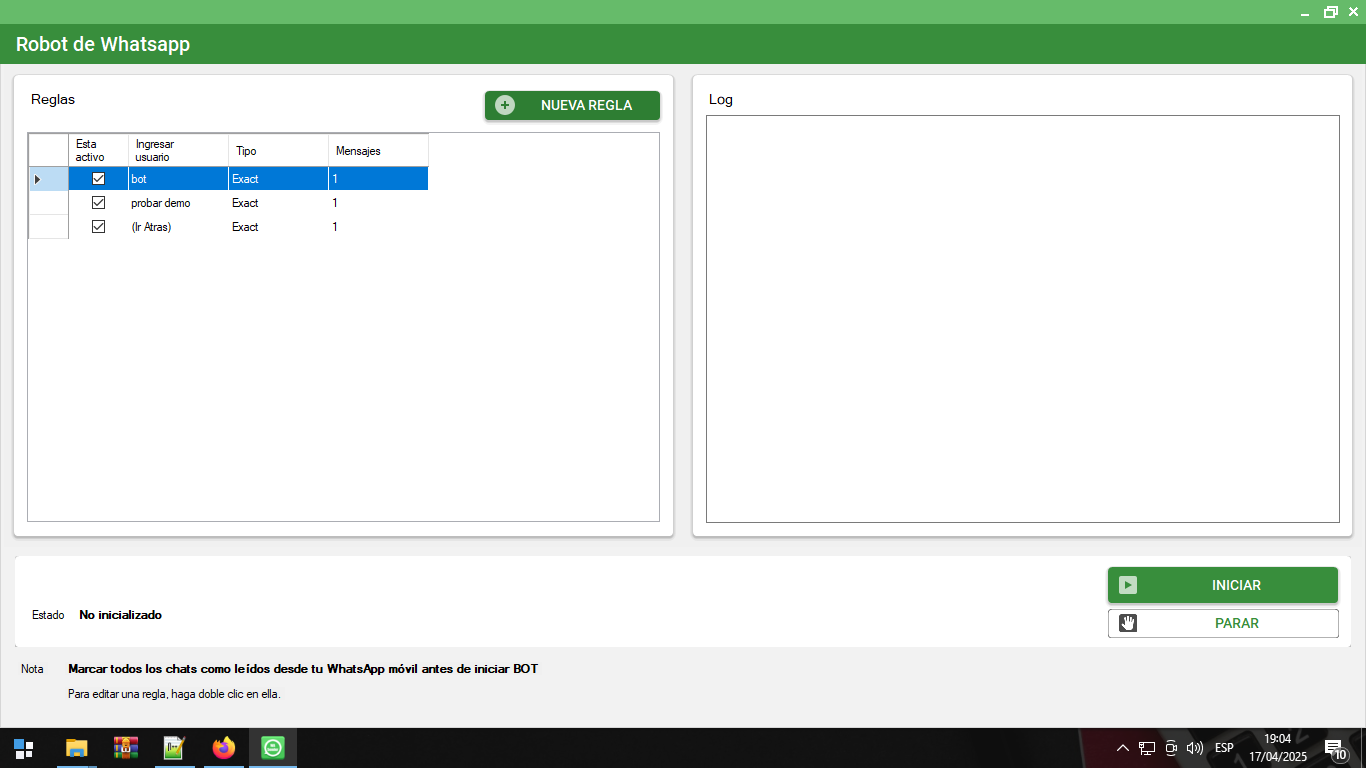 Robot de Whatsapp
Reglas
NUEVA REGLA
Esta activo
Ingresar usuario
Tipo
Mensajes
bot Exact 1
probar demo Exact 1
(Ir Atras) Exact 1
Log
Estado No inicializado
INICIAR
PARAR
Nota Marcar todos los chats como leídos desde tu WhatsApp móvil antes de iniciar BOT
Para editar una regla, haga doble clic en ella.
ESP
19:04
17/04/2025
10